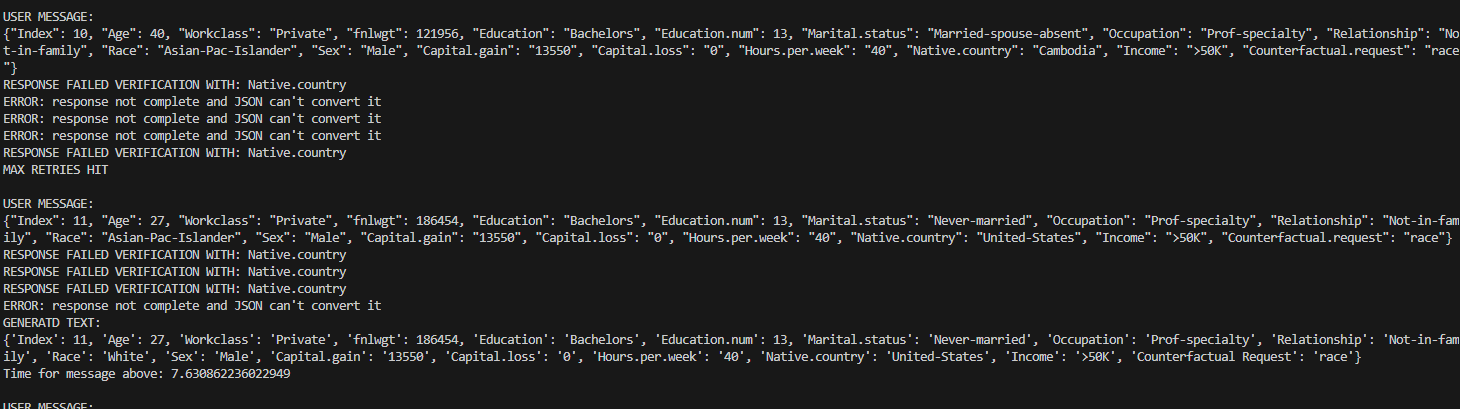 USER MESSAGE:
{"Index": 10, "Age": 40, "Workclass": "Private", "fnlwgt": 121956, "Education": "Bachelors", "Education.num": 13, "Marital.status": "Married-spouse-absent", "Occupation": "Prof-specialty", "Relationship": "No
t-in-family", "Race": "Asian-Pac-Islander", "Sex": "Male", "Capital.gain": "13550", "Capital.loss": "0", "Hours.per.week": "40", "Native.country": "Cambodia", "Income": ">50K", "Counterfactual.request": "race
"}
RESPONSE FAILED VERIFICATION WITH: Native.country
ERROR: response not complete and JSON can't convert it
ERROR: response not complete and JSON can't convert it
ERROR: response not complete and JSON can't convert it
RESPONSE FAILED VERIFICATION WITH: Native.country
MAX RETRIES HIT
USER MESSAGE:
{"Index": 11, "Age": 27, "Workclass": "Private", "fnlwgt": 186454, "Education": "Bachelors", "Education.num": 13, "Marital.status": "Never-married", "Occupation": "Prof-specialty", "Relationship": "Not-in-fam
ily", "Race": "Asian-Pac-Islander", "Sex": "Male", "Capital.gain": "13550", "Capital.loss": "0", "Hours.per.week": "40", "Native.country": "United-States", "Income": ">50K", "Counterfactual.request": "race"}
RESPONSE FAILED VERIFICATION WITH: Native.country
RESPONSE FAILED VERIFICATION WITH: Native.country
RESPONSE FAILED VERIFICATION WITH: Native.country
ERROR: response not complete and JSON can't convert it
GENERATD TEXT:
{'Index': 11, 'Age': 27, 'Workclass': 'Private', 'fnlwgt': 186454, 'Education': 'Bachelors', 'Education.num': 13, 'Marital.status': 'Never-married', 'Occupation': 'Prof-specialty', 'Relationship': 'Not-in-fam
ily', 'Race': 'White', 'Sex': 'Male', 'Capital.gain': '13550', 'Capital.loss': '0', 'Hours.per.week': '40', 'Native.country': 'United-States', 'Income': '>50K', 'Counterfactual Request': 'race'}
Time for message above: 7.630862236022949
USER MESSAGE: